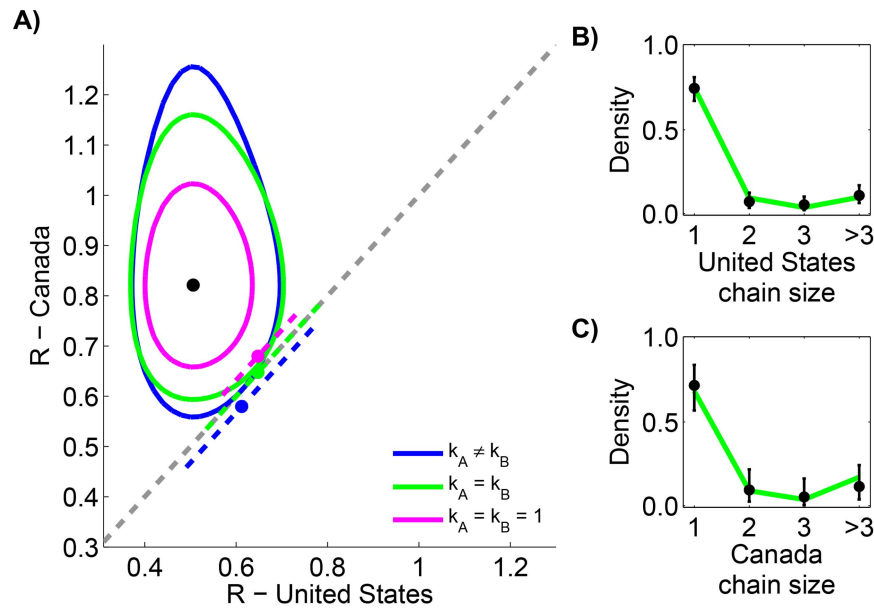 A)
R – Canada
1.2
1.1
1
0.9
0.8
0.7
0.6
0.5
0.4
0.3
0.4
0.6
0.8
1
1.2
R – United States
k_A ≠ k_B
k_A = k_B
k_A = k_B = 1
B)
Density
1.0
0.5
0.0
1
2
3
>3
United States
chain size
C)
Density
1.0
0.5
0.0
1
2
3
>3
Canada
chain size